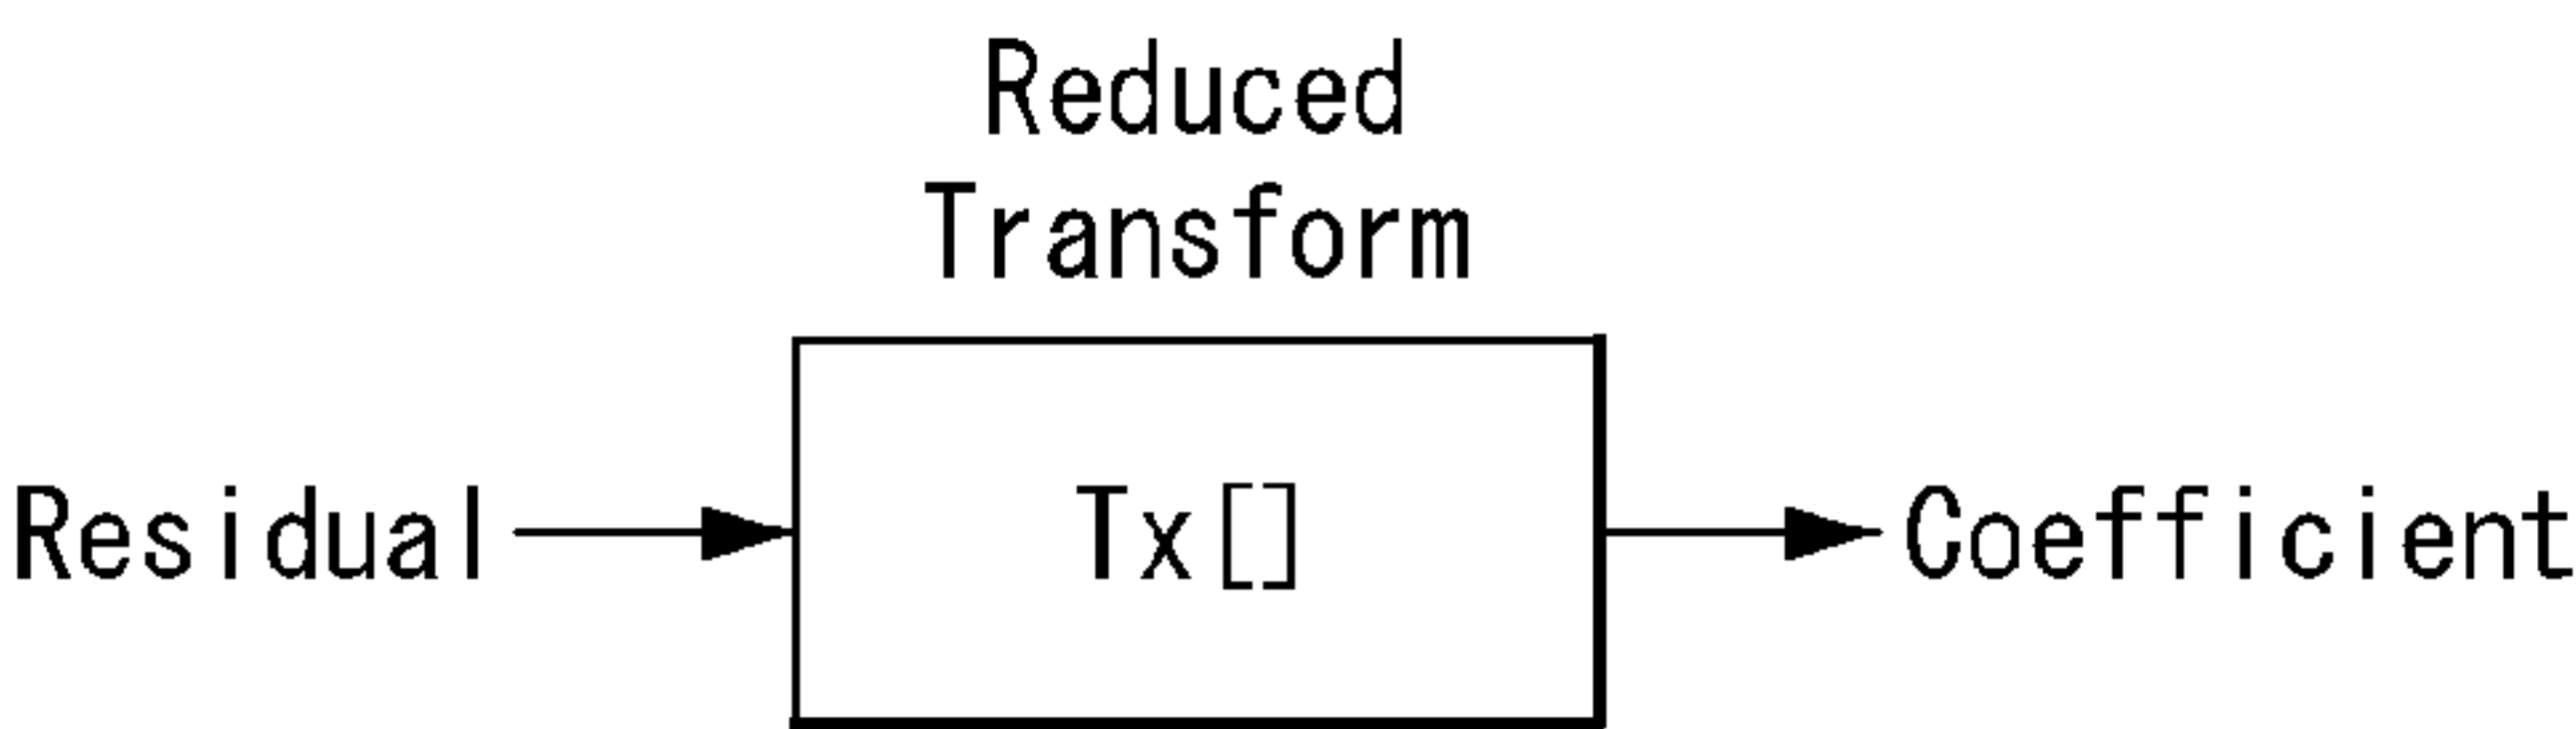 Reduced
Transform
Residual
Tx[]
Coefficient